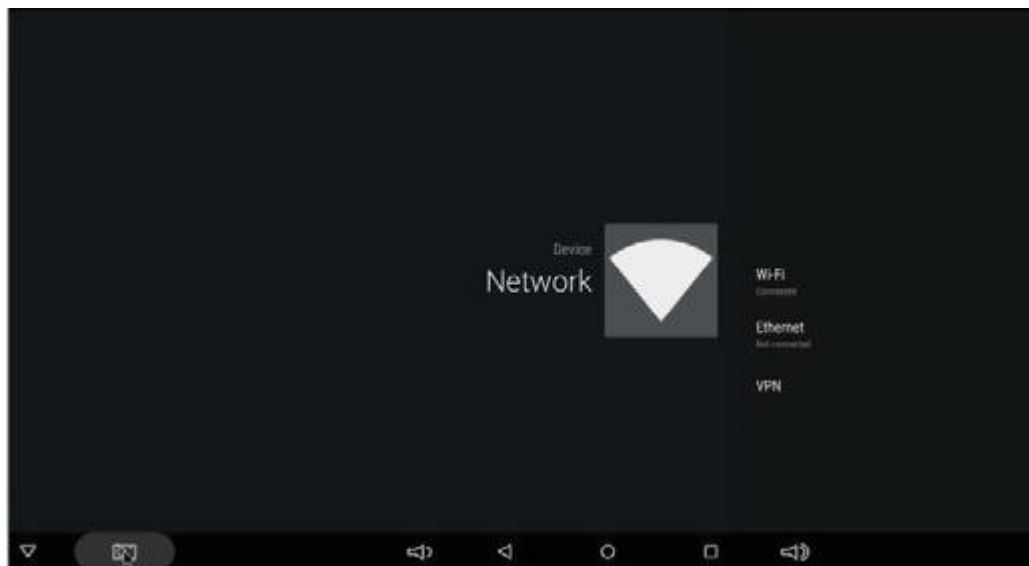 Device
Network
Wi-Fi
Connected
Ethernet
Not connected
VPN